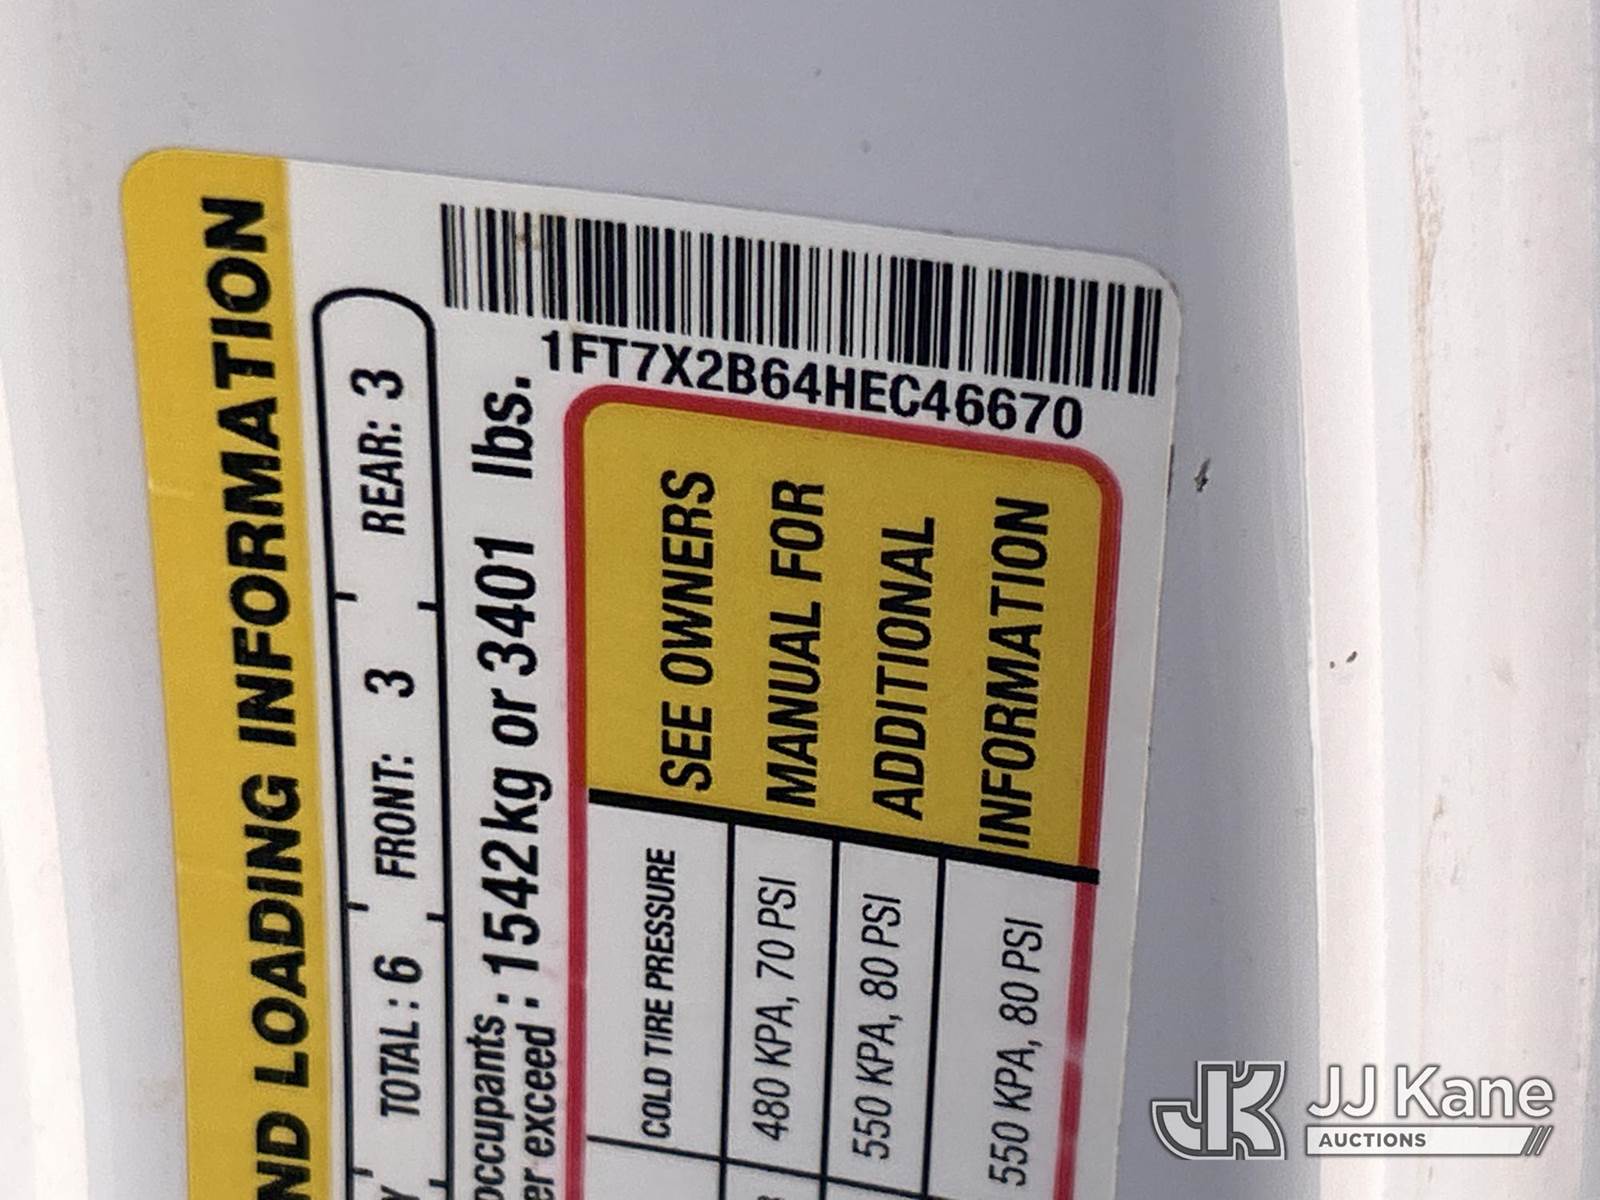 ND LOADING INFORMATION
TOTAL : 6 FRONT: 3 REAR: 3
occupants : 1542kg or 3401 lbs.
er exceed :
1FT7X2B64HEC46670
COLD TIRE PRESSURE
480 KPA, 70 PSI
550 KPA, 80 PSI
550 KPA, 80 PSI
SEE OWNERS
MANUAL FOR
ADDITIONAL
INFORMATION
JJ Kane
AUCTIONS